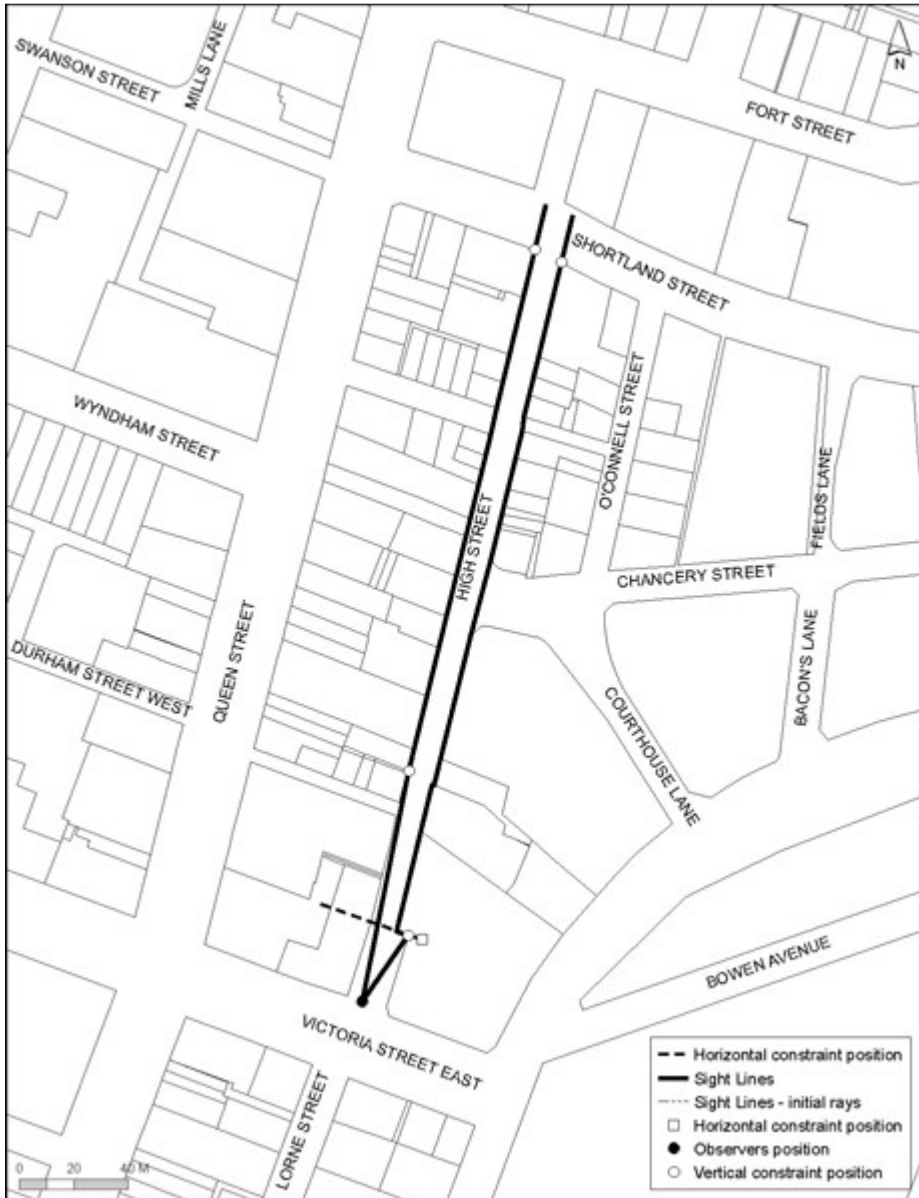 SWANSON STREET
MILLS LANE
N
FORT STREET
SHORTLAND STREET
WYNDHAM STREET
O'CONNELL STREET
FIELDS LANE
HIGH STREET
CHANCERY STREET
QUEEN STREET
DURHAM STREET WEST
BACON'S LANE
COURTHOUSE LANE
BOWEN AVENUE
VICTORIA STREET EAST
LORNE STREET
Horizontal constraint position
Sight Lines
Sight Lines - initial rays
Horizontal constraint position
Observers position
Vertical constraint position
0 20 40 M